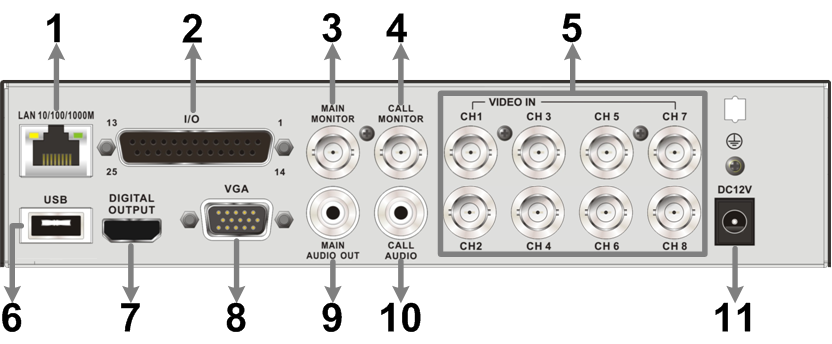 1 2 3 4 5
LAN 10/100/1000M
13 I/O 1
25 14
MAIN
MONITOR
CALL
MONITOR
VIDEO IN
CH1 CH 3 CH 5 CH 7
USB
DIGITAL
OUTPUT
VGA
DC12V
MAIN
AUDIO OUT
CALL
AUDIO
CH2 CH 4 CH 6 CH 8
6 7 8 9 10 11